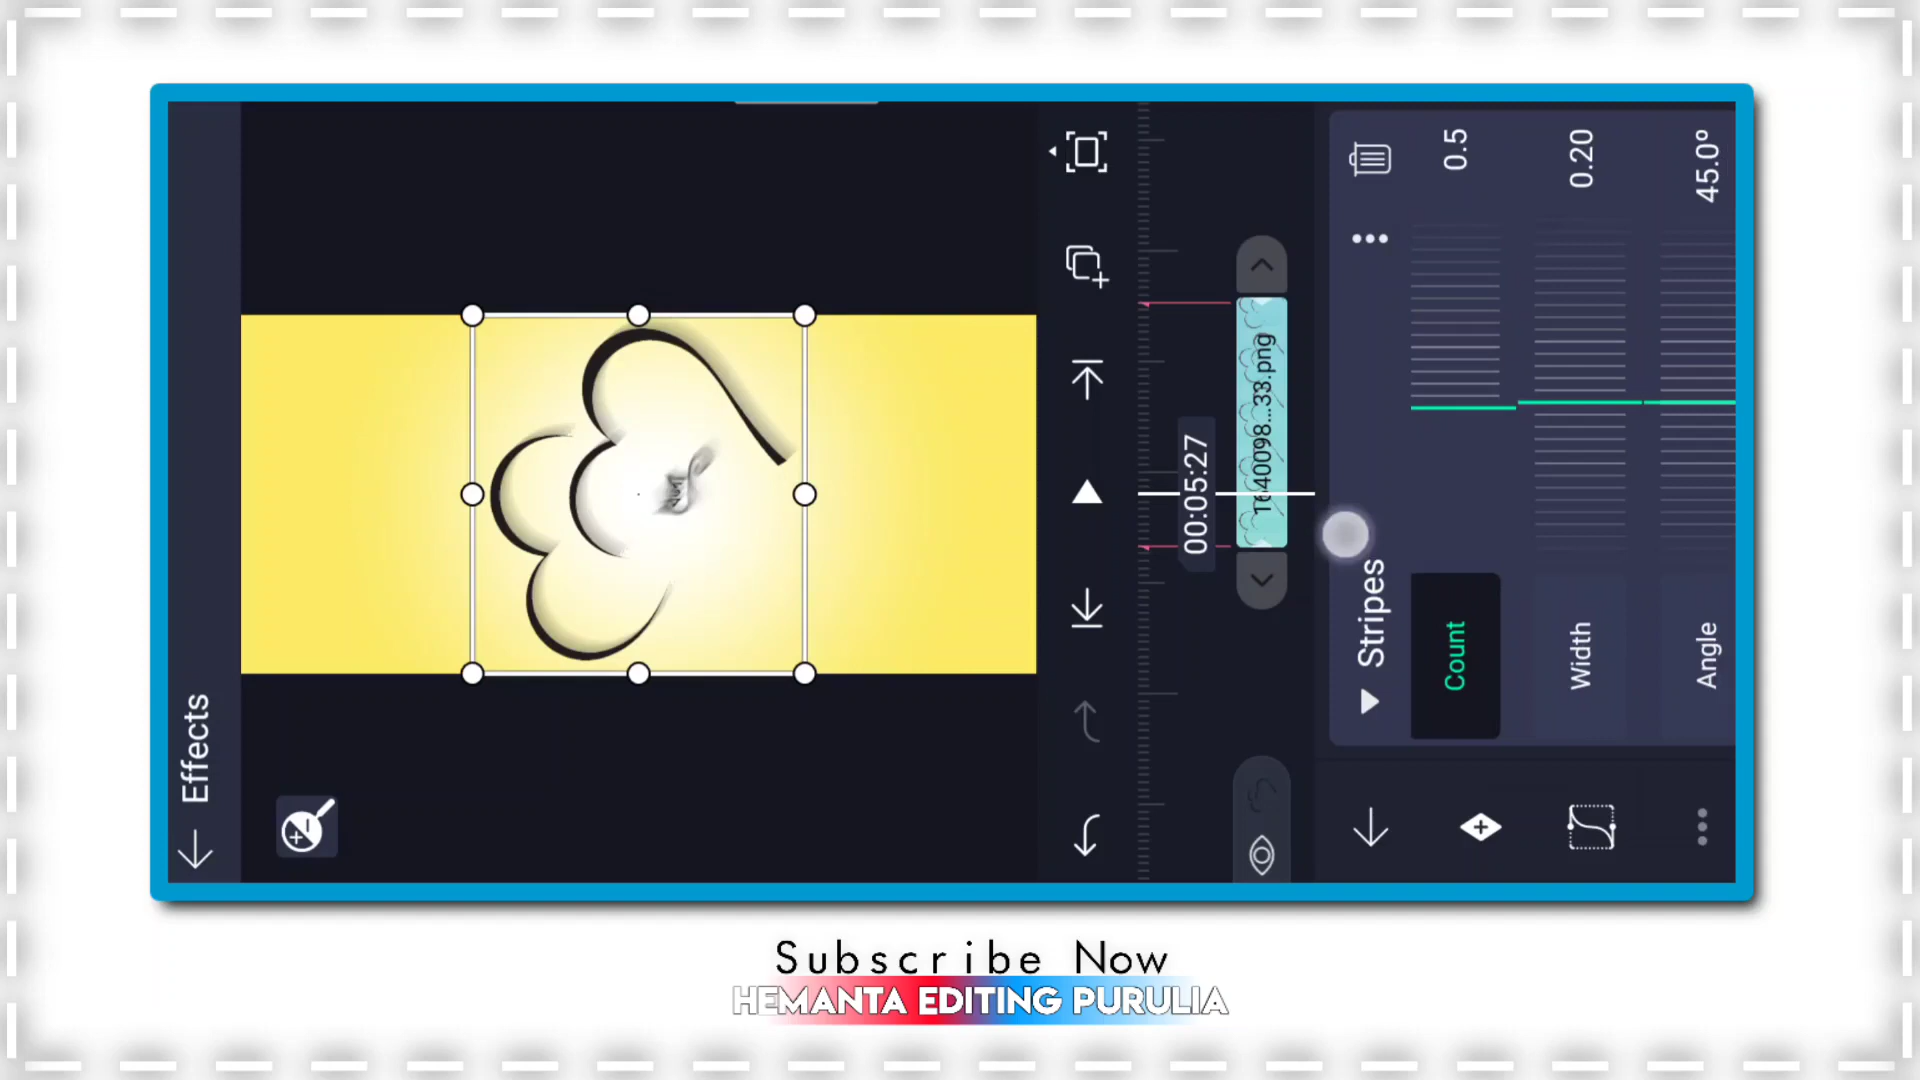 Effects
00:05:27
1640098...33.png
Stripes
Count
0.5
Width
0.20
Angle
45.0°
Subscribe Now
HEMANTA EDITING PURULIA